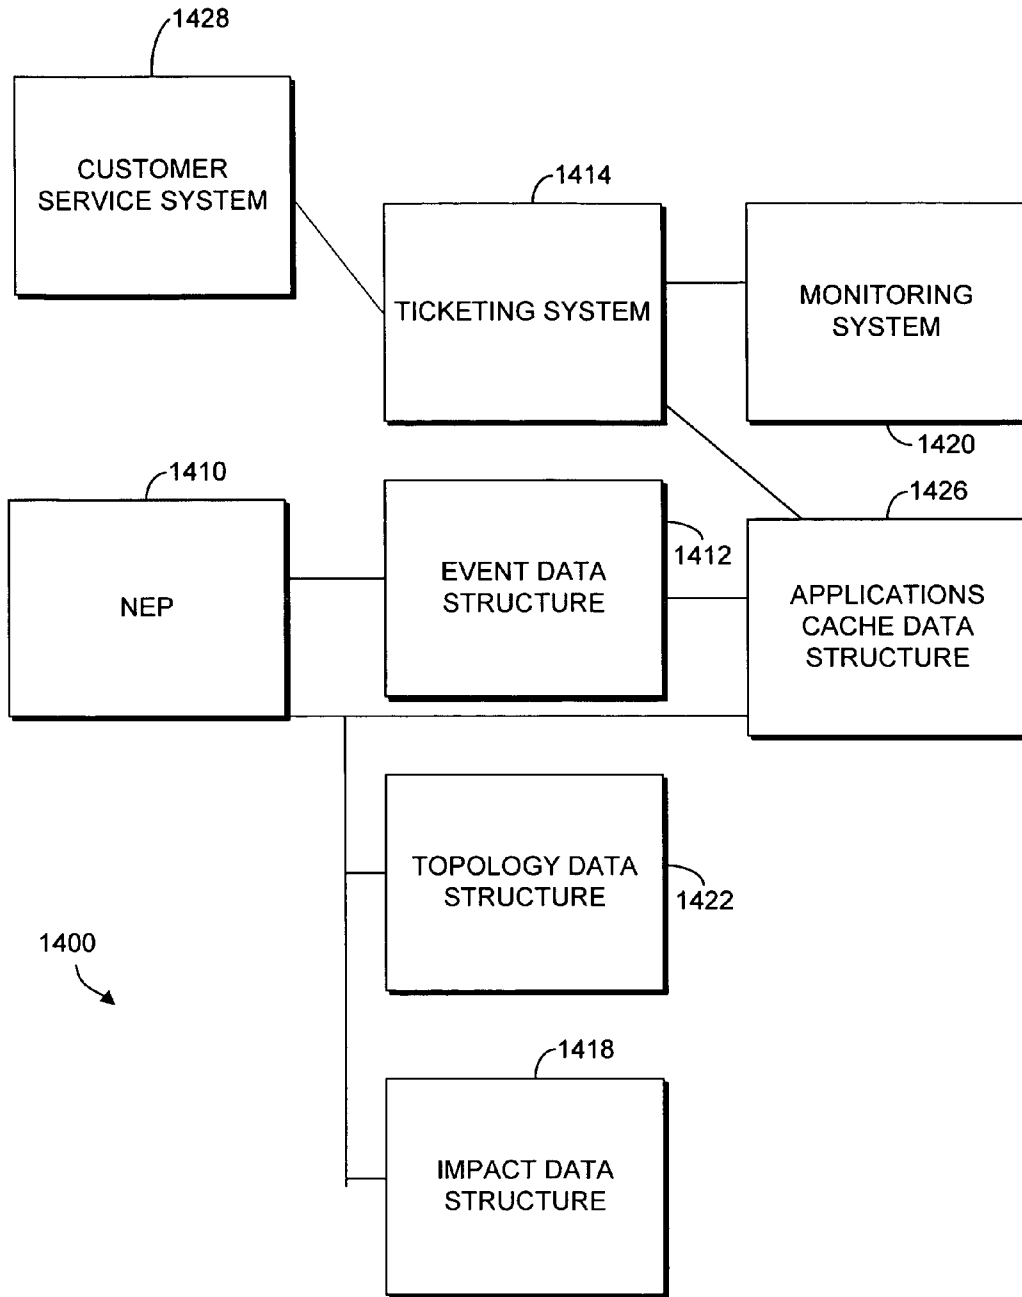 1428
CUSTOMER
SERVICE SYSTEM
1414
TICKETING SYSTEM
MONITORING
SYSTEM
1420
1410
NEP
EVENT DATA
STRUCTURE
1412
1426
APPLICATIONS
CACHE DATA
STRUCTURE
TOPOLOGY DATA
STRUCTURE
1422
1400
1418
IMPACT DATA
STRUCTURE